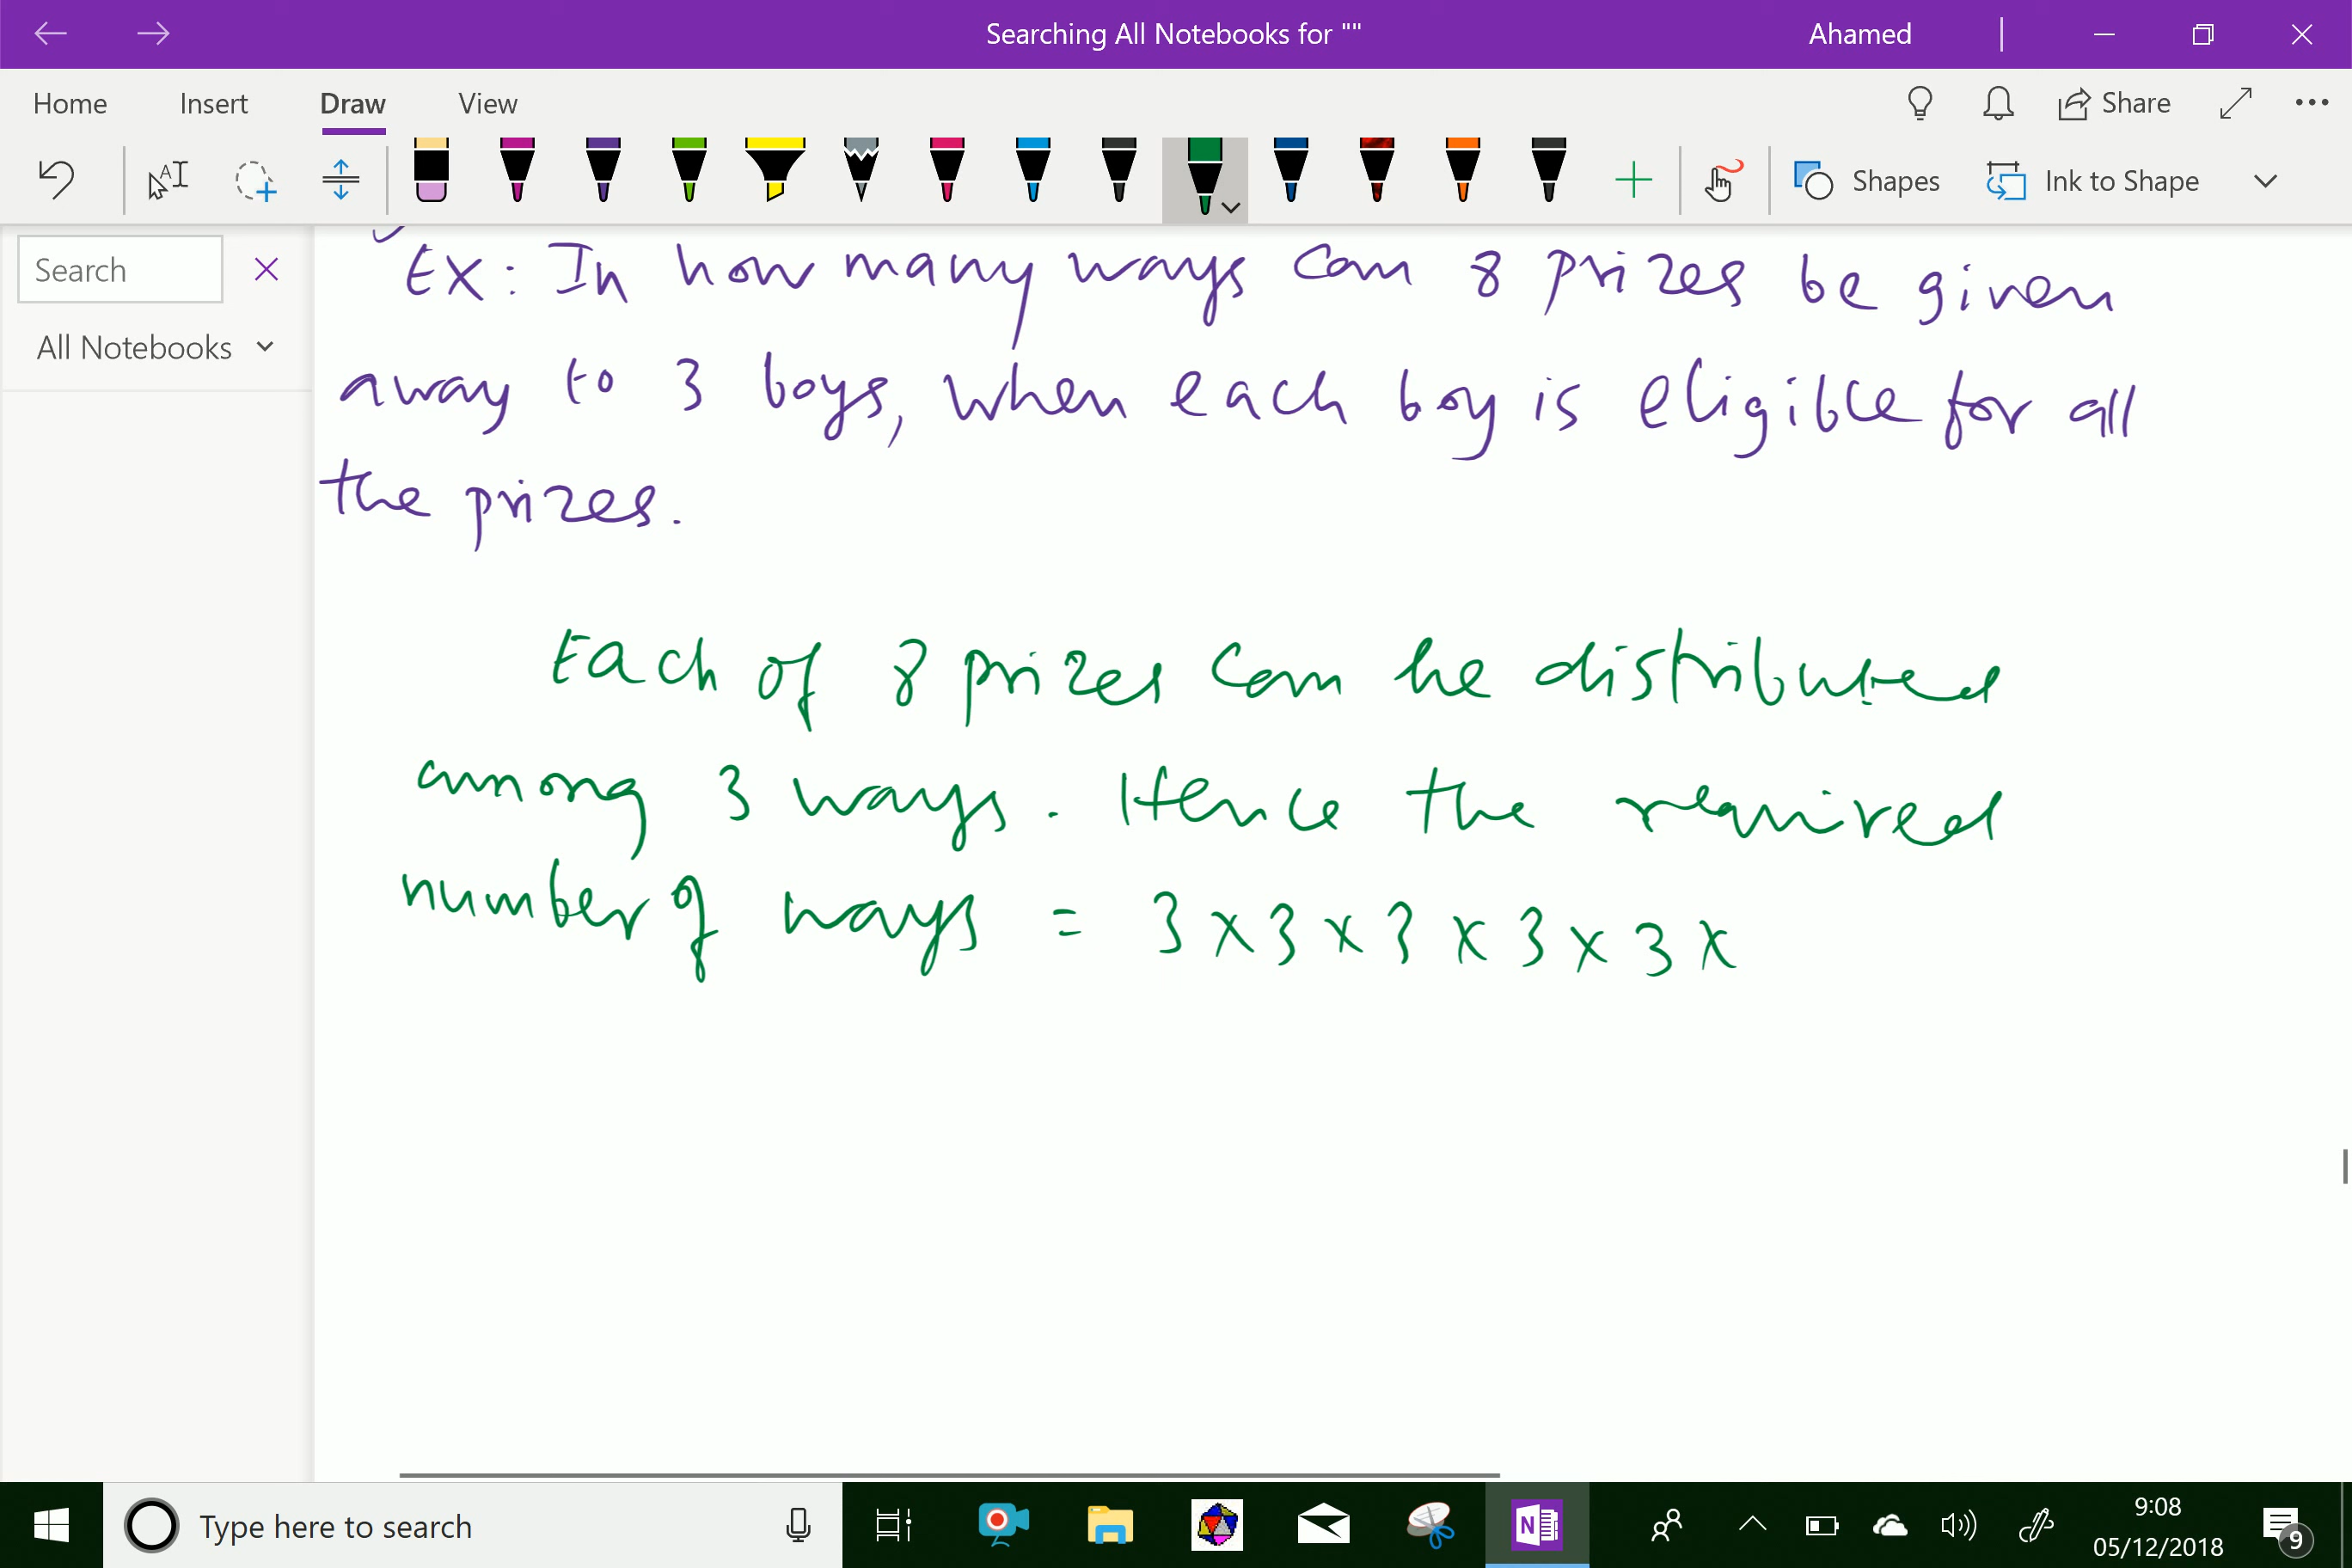 Searching All Notebooks for ""
Ahamed
Home Insert Draw View
Share
Shapes
Ink to Shape
Search
All Notebooks
Ex: In how many ways can 8 prizes be given
away to 3 boys, when each boy is eligible for all
the prizes.
Each of 8 prizes can be distributed
among 3 ways. Hence the required
number of ways = 3 x 3 x 3 x 3 x 3 x
Type here to search
9:08
05/12/2018
9